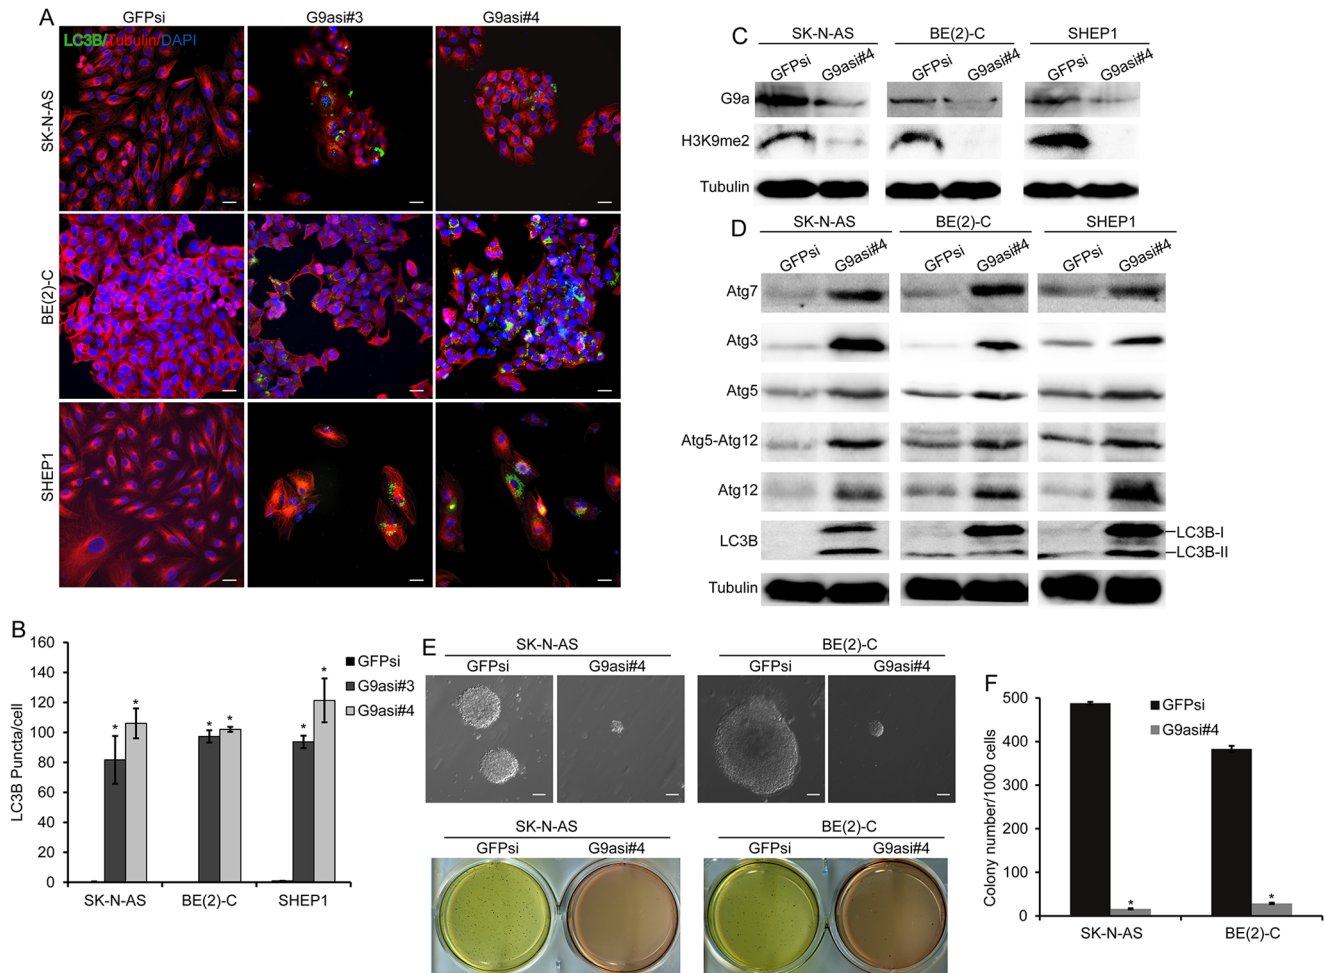 A
GFPsi
G9asi#3
G9asi#4
LC3B/Tubulin/DAPI
SK-N-AS
BE(2)-C
SHEP1
B
LC3B Puncta/cell
160
140
120
100
80
60
40
20
0
* * * * * *
SK-N-AS BE(2)-C SHEP1
GFPsi
G9asi#3
G9asi#4
C
SK-N-AS BE(2)-C SHEP1
GFPsi G9asi#4 GFPsi G9asi#4 GFPsi G9asi#4
G9a
H3K9me2
Tubulin
D
SK-N-AS BE(2)-C SHEP1
GFPsi G9asi#4 GFPsi G9asi#4 GFPsi G9asi#4
Atg7
Atg3
Atg5
Atg5-Atg12
Atg12
LC3B
LC3B-I
LC3B-II
Tubulin
E
SK-N-AS BE(2)-C
GFPsi G9asi#4 GFPsi G9asi#4
SK-N-AS BE(2)-C
GFPsi G9asi#4 GFPsi G9asi#4
F
Colony number/1000 cells
500
400
300
200
100
0
* *
SK-N-AS BE(2)-C
GFPsi
G9asi#4